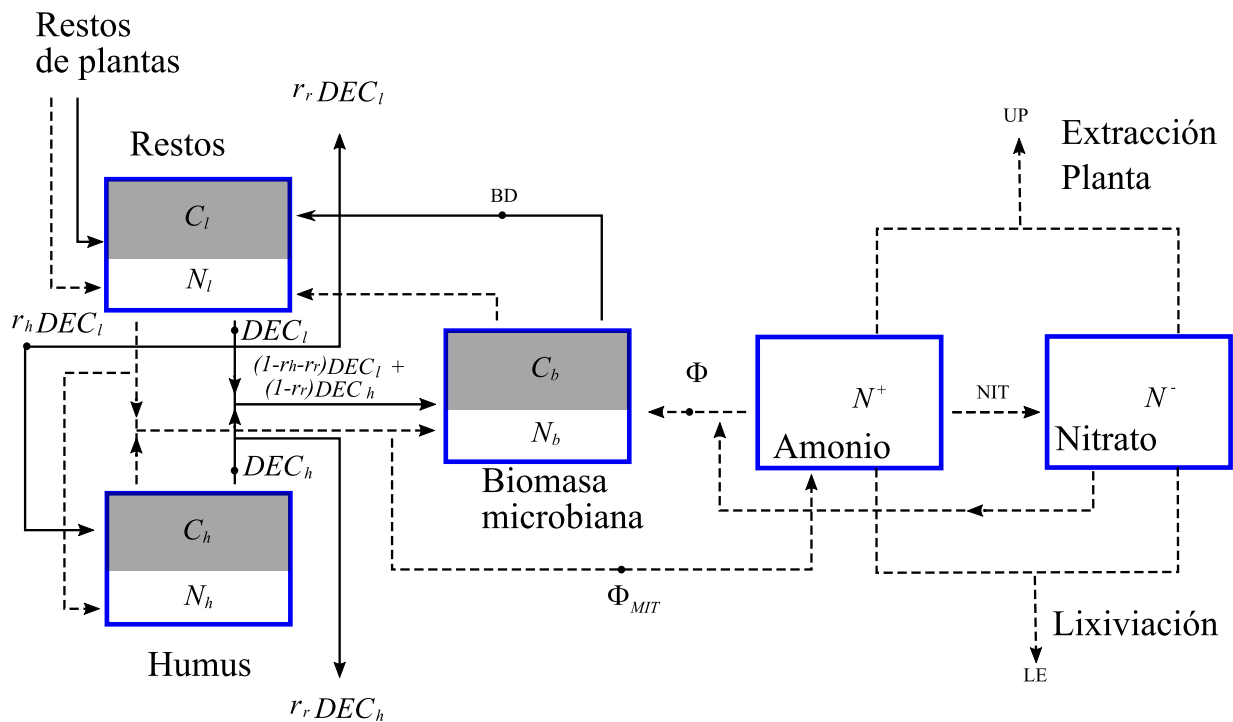 Restos
de plantas
r_r DEC_l
Restos
C_l
N_l
BD
UP
Extracción
Planta
r_h DEC_l
DEC_l
(1-r_h-r_r)DEC_l +
(1-r_r)DEC_h
C_b
N_b
Biomasa
microbiana
Φ
N^+
Amonio
NIT
N^-
Nitrato
DEC_h
C_h
N_h
Humus
Φ_MIT
Lixiviación
LE
r_r DEC_h